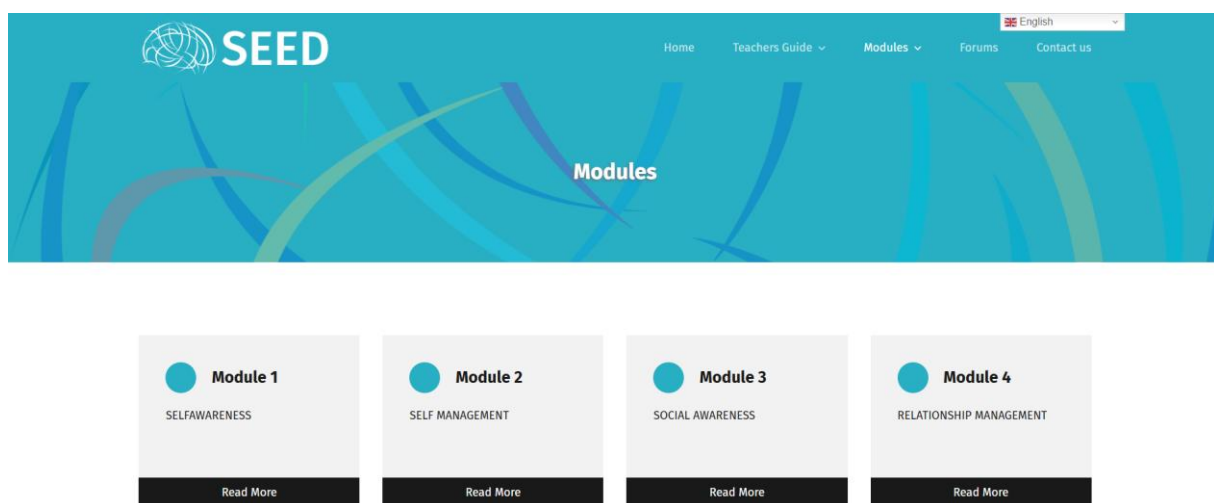 English
SEED
Home Teachers Guide Modules Forums Contact us
Modules
Module 1 Module 2 Module 3 Module 4
SELFAWARENESS SELF MANAGEMENT SOCIAL AWARENESS RELATIONSHIP MANAGEMENT
Read More Read More Read More Read More